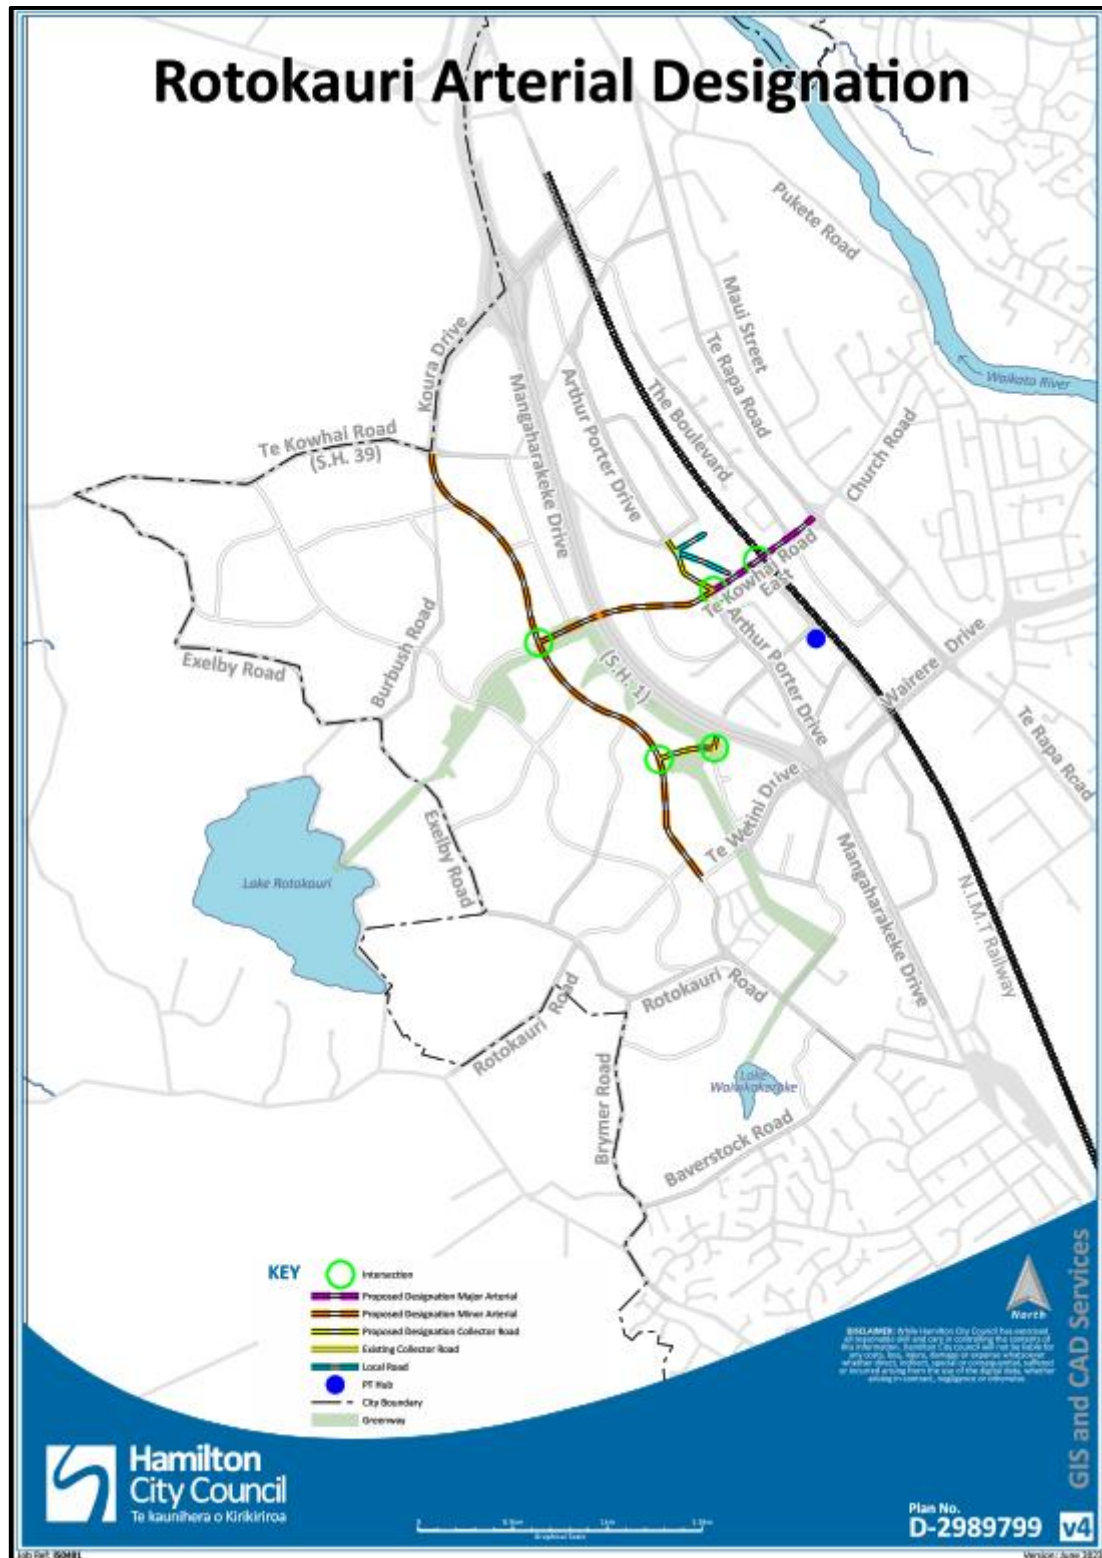 Rotokauri Arterial Designation
Pukete Road
Maui Street
Te Rapa Road
Waikato River
Koura Drive
Mangaharakeke Drive
Arthur Porter Drive
The Boulevard
Church Road
Te Kowhai Road
(S.H. 39)
Te Kowhai Road
East
Exelby Road
Burbush Road
(S.H. 1)
Arthur Porter Drive
Wairere Drive
Te Rapa Road
Te Wetini Drive
Exelby Road
Lake Rotokauri
Mangaharakeke Drive
N.I.M.T Railway
Rotokauri Road
Rotokauri Road
Brymer Road
Lake
Baverstock Road
KEY
Intersection
Proposed Designation Major Arterial
Proposed Designation Minor Arterial
Proposed Designation Collector Road
Existing Collector Road
Local Road
PT Hub
City Boundary
Greenway
North
GIS and CAD Services
Hamilton
City Council
Te kaunihera o Kirikiriroa
Graphical Scale
Plan No.
D-2989799
v4